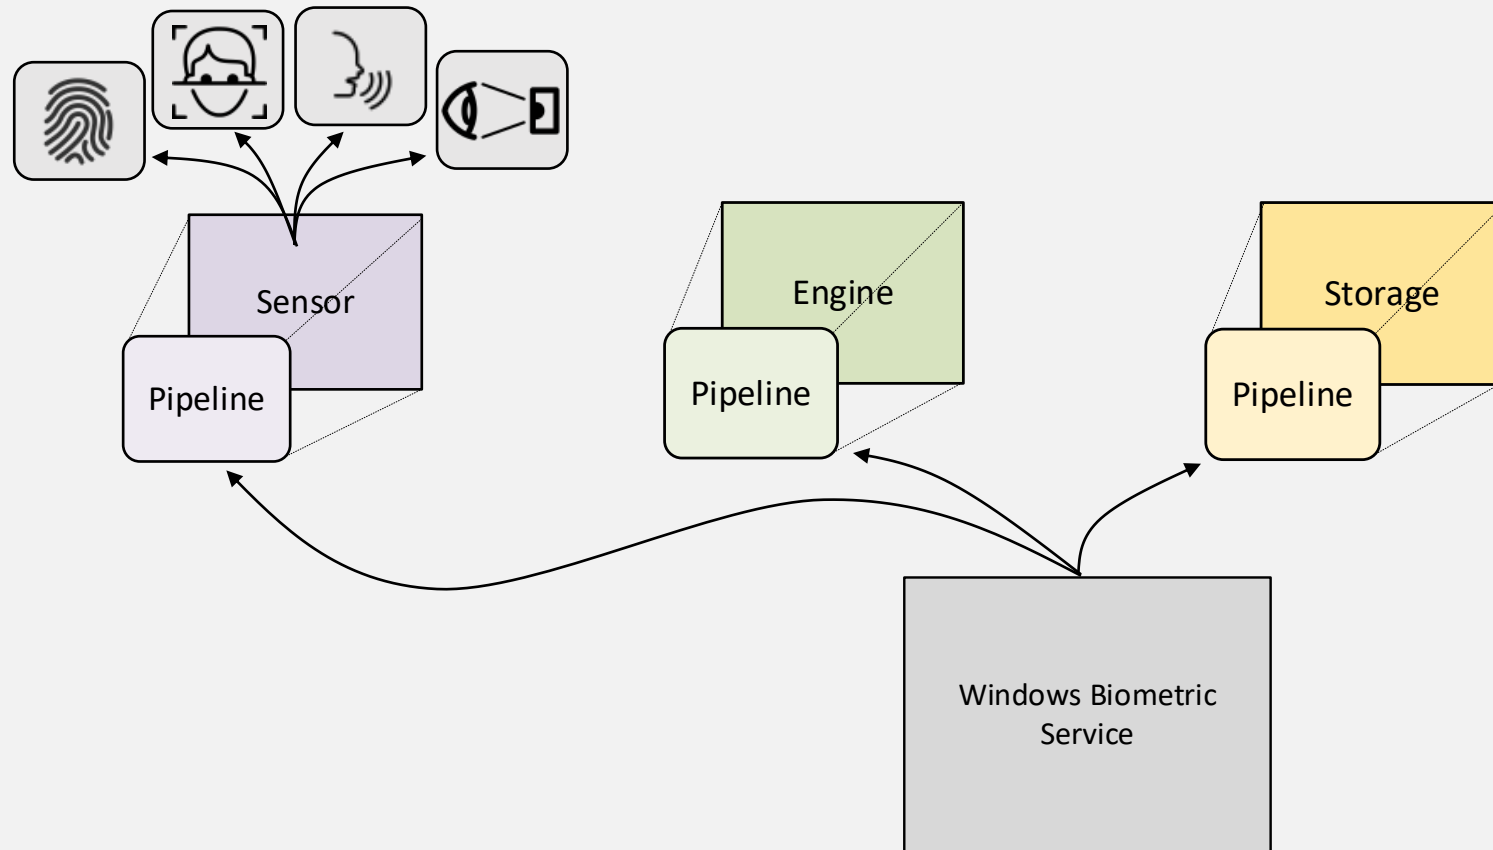 Sensor
Engine
Storage
Pipeline
Pipeline
Pipeline
Windows Biometric
Service